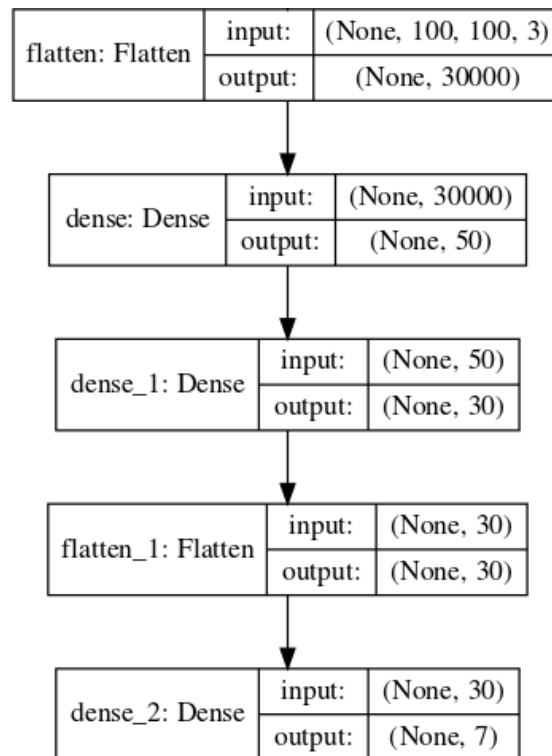 flatten: Flatten
input: (None, 100, 100, 3)
output: (None, 30000)
dense: Dense
input: (None, 30000)
output: (None, 50)
dense_1: Dense
input: (None, 50)
output: (None, 30)
flatten_1: Flatten
input: (None, 30)
output: (None, 30)
dense_2: Dense
input: (None, 30)
output: (None, 7)